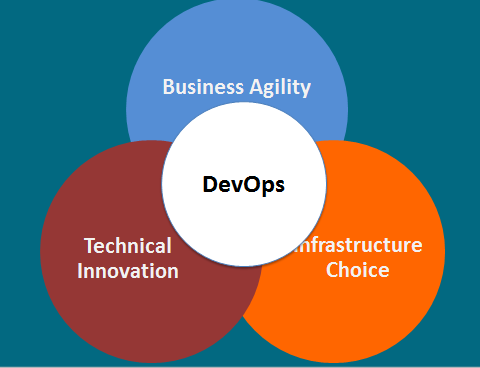 Business Agility
DevOps
Technical
Innovation
Infrastructure
Choice